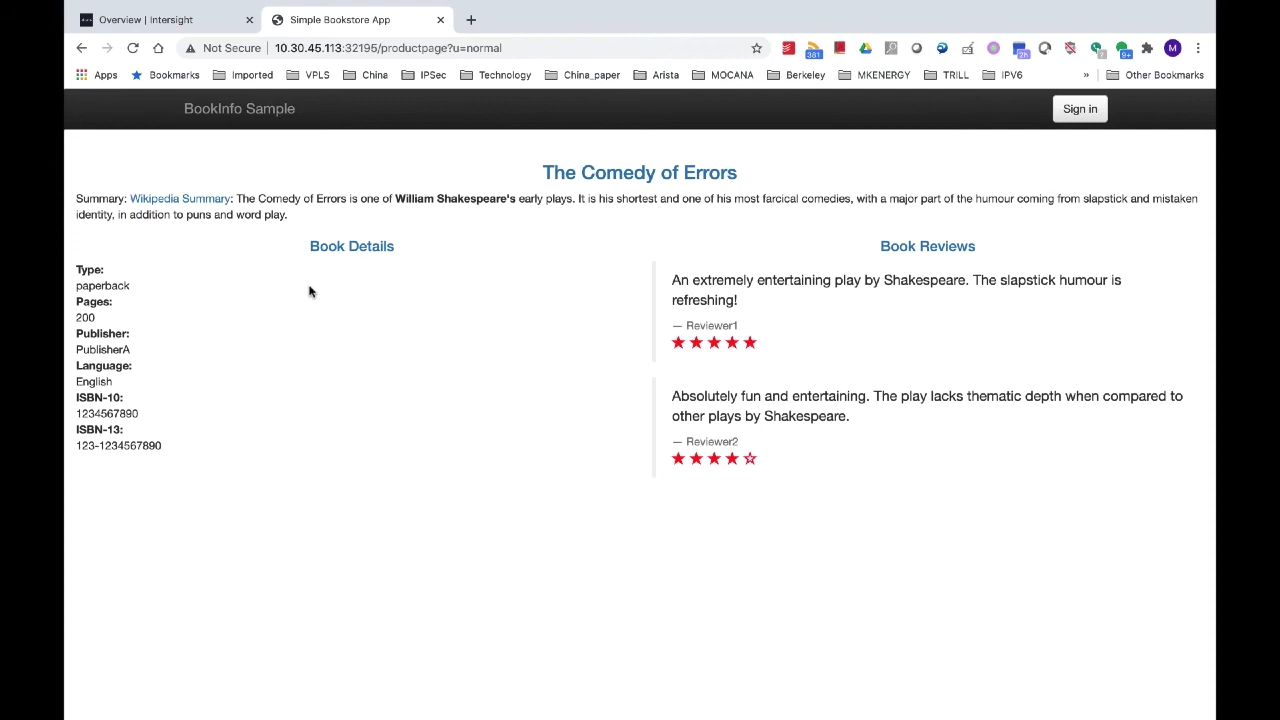 Overview | Intersight
Simple Bookstore App
Not Secure
10.30.45.113:32195/productpage?u=normal
381
2h
?
9+
M
Apps
Bookmarks
Imported
VPLS
China
IPSec
Technology
China_paper
Arista
MOCANA
Berkeley
MKENERGY
TRILL
IPV6
»
Other Bookmarks
BookInfo Sample
Sign in
The Comedy of Errors
Summary: Wikipedia Summary: The Comedy of Errors is one of William Shakespeare's early plays. It is his shortest and one of his most farcical comedies, with a major part of the humour coming from slapstick and mistaken
identity, in addition to puns and word play.
Book Details
Type:
paperback
Pages:
200
Publisher:
PublisherA
Language:
English
ISBN-10:
1234567890
ISBN-13:
123-1234567890
Book Reviews
An extremely entertaining play by Shakespeare. The slapstick humour is
refreshing!
— Reviewer1
Absolutely fun and entertaining. The play lacks thematic depth when compared to
other plays by Shakespeare.
— Reviewer2